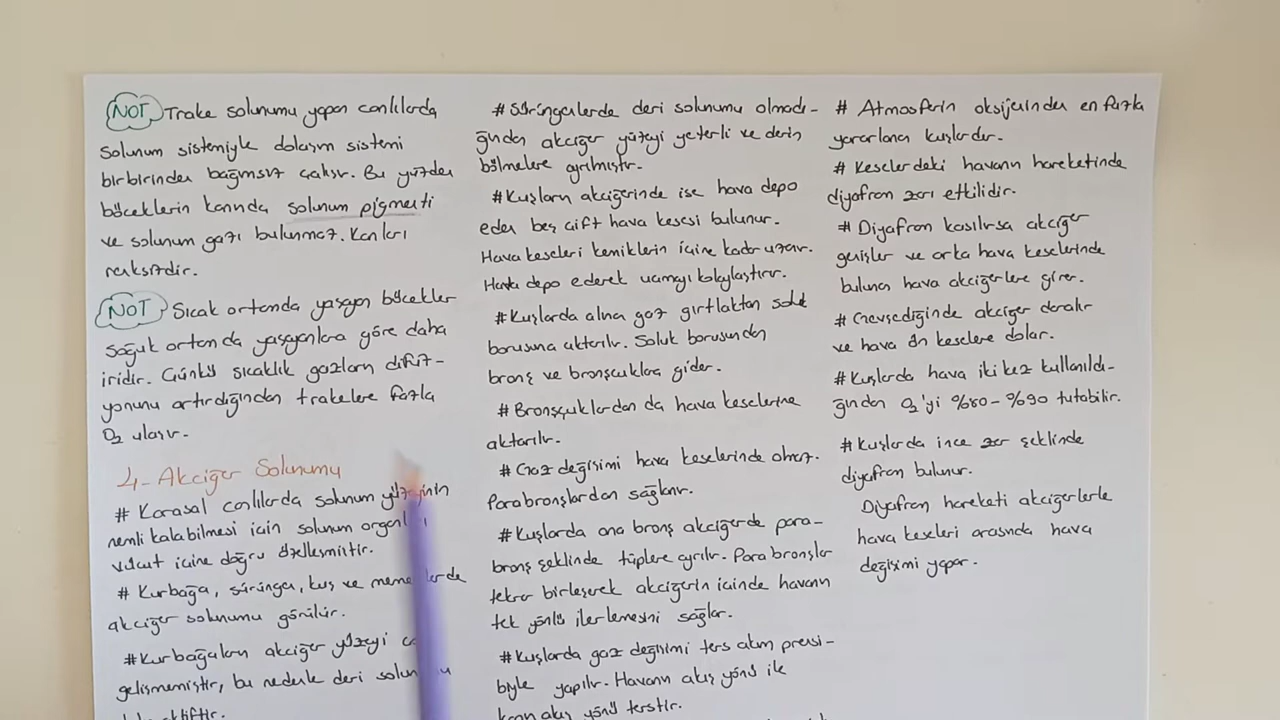 NOT Trake solunumu yapan canlılarda
solunum sistemiyle dolaşım sistemi
birbirinden bağımsız çalışır. Bu yüzden
böceklerin kanında solunum pigmenti
ve solunum gazı bulunmaz. Kanları
renksizdir.
NOT Sıcak ortamda yaşayan böcekler
soğuk ortamda yaşayanlara göre daha
iridir. Çünkü sıcaklık gazların difüz-
yonunu artırdığından trakelere fazla
O2 ulaşır.
4- Akciğer Solunumu
# Karasal canlılarda solunum yüzeyinin
nemli kalabilmesi için solunum organları
vücut içine doğru özelleşmiştir.
# Kurbağa, sürüngen, kuş ve memelilerde
akciğer solunumu görülür.
# Kurbağaların akciğer yüzeyi
gelişmemiştir, bu nedenle deri
aktiftir.
# Sürüngenlerde deri solunumu olmadı-
ğından akciğer yüzeyi yeterli ve derin
bölmelere ayrılmıştır.
# Kuşların akciğerinde ise hava depo
eden beş çift hava kesesi bulunur.
Hava keseleri kemiklerin içine kadar uzanır.
Hava depo ederek uçmayı kolaylaştırır.
# Kuşlarda alınan gaz gırtlaktan soluk
borusuna aktarılır. Soluk borusundan
bronş ve bronşcuklara gider.
# Bronşçuklardan da hava keselerine
aktarılır.
# Gaz değişimi hava keselerinde olmaz.
Parabronşlardan sağlanır.
# Kuşlarda ana bronş akciğerde para-
bronş şeklinde tüplere ayrılır. Parabronşlar
tekrar birleşerek akciğerin içinde havanın
tek yönlü ilerlemesini sağlar.
# Kuşlarda gaz değişimi ters akım prensi-
biyle yapılır. Havanın akış yönü ile
kanın akış yönü terstir.
# Atmosferin oksijeninden en fazla
yararlanan kuşlardır.
# Keselerdeki havanın hareketinde
diyafram zarı etkilidir.
# Diyafram kasılırsa akciğer
genişler ve arka hava keselerinde
bulunan hava akciğerlere girer.
# Gevşediğinde akciğer daralır
ve hava ön keselere dolar.
# Kuşlarda hava iki kez kullanıldı-
ğından O2'yi %80-%90 tutabilir.
# Kuşlarda ince zar şeklinde
diyafram bulunur.
Diyafram hareketi akciğerlerle
hava keseleri arasında hava
değişimi yapar.